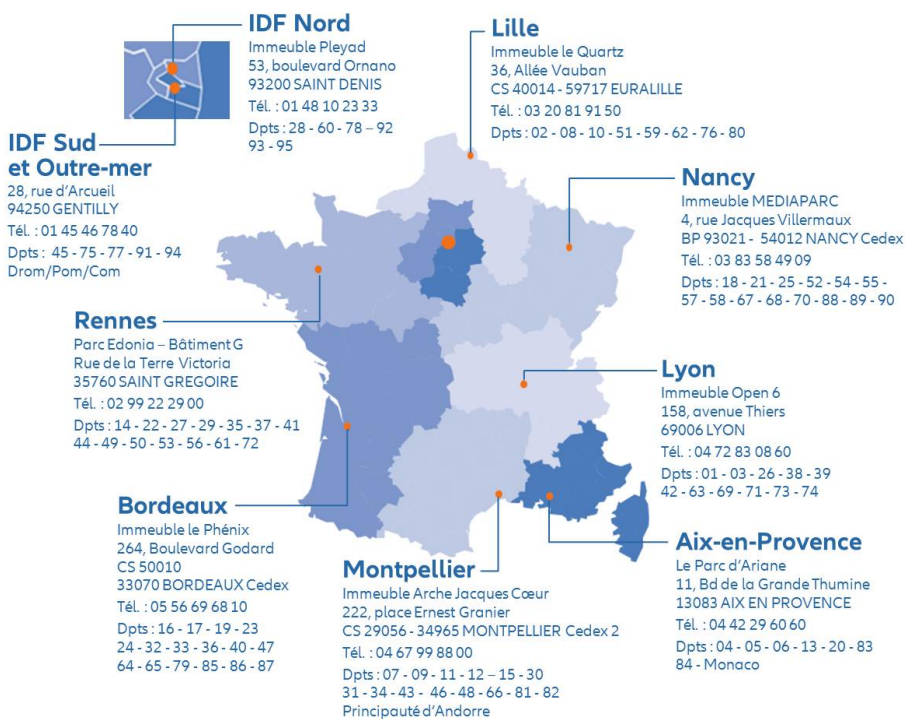 IDF Nord
Immeuble Pleyad
53, boulevard Ornano
93200 SAINT DENIS
Tél. : 01 48 10 23 33
Dpts : 28 - 60 - 78 – 92
93 - 95
Lille
Immeuble le Quartz
36, Allée Vauban
CS 40014 - 59717 EURALILLE
Tél. : 03 20 81 91 50
Dpts : 02 - 08 - 10 - 51 - 59 - 62 - 76 - 80
IDF Sud
et Outre-mer
28, rue d'Arcueil
94250 GENTILLY
Tél. : 01 45 46 78 40
Dpts : 45 - 75 - 77 - 91 - 94
Drom/Pom/Com
Nancy
Immeuble MEDIAPARC
4, rue Jacques Villermaux
BP 93021 - 54012 NANCY Cedex
Tél. : 03 83 58 49 09
Dpts : 18 - 21 - 25 - 52 - 54 - 55 -
57 - 58 - 67 - 68 - 70 - 88 - 89 - 90
Rennes
Parc Edonia – Bâtiment G
Rue de la Terre Victoria
35760 SAINT GREGOIRE
Tél. : 02 99 22 29 00
Dpts : 14 - 22 - 27 - 29 - 35 - 37 - 41
44 - 49 - 50 - 53 - 56 - 61 - 72
Lyon
Immeuble Open 6
158, avenue Thiers
69006 LYON
Tél. : 04 72 83 08 60
Dpts : 01 - 03 - 26 - 38 - 39
42 - 63 - 69 - 71 - 73 - 74
Bordeaux
Immeuble le Phénix
264, Boulevard Godard
CS 50010
33070 BORDEAUX Cedex
Tél. : 05 56 69 68 10
Dpts : 16 - 17 - 19 - 23
24 - 32 - 33 - 36 - 40 - 47
64 - 65 - 79 - 85 - 86 - 87
Montpellier
Immeuble Arche Jacques Cœur
222, place Ernest Granier
CS 29056 - 34965 MONTPELLIER Cedex 2
Tél. : 04 67 99 88 00
Dpts : 07 - 09 - 11 - 12 – 15 - 30
31 - 34 - 43 - 46 - 48 - 66 - 81 - 82
Principauté d'Andorre
Aix-en-Provence
Le Parc d'Ariane
11, Bd de la Grande Thumine
13083 AIX EN PROVENCE
Tél. : 04 42 29 60 60
Dpts : 04 - 05 - 06 - 13 - 20 - 83
84 - Monaco